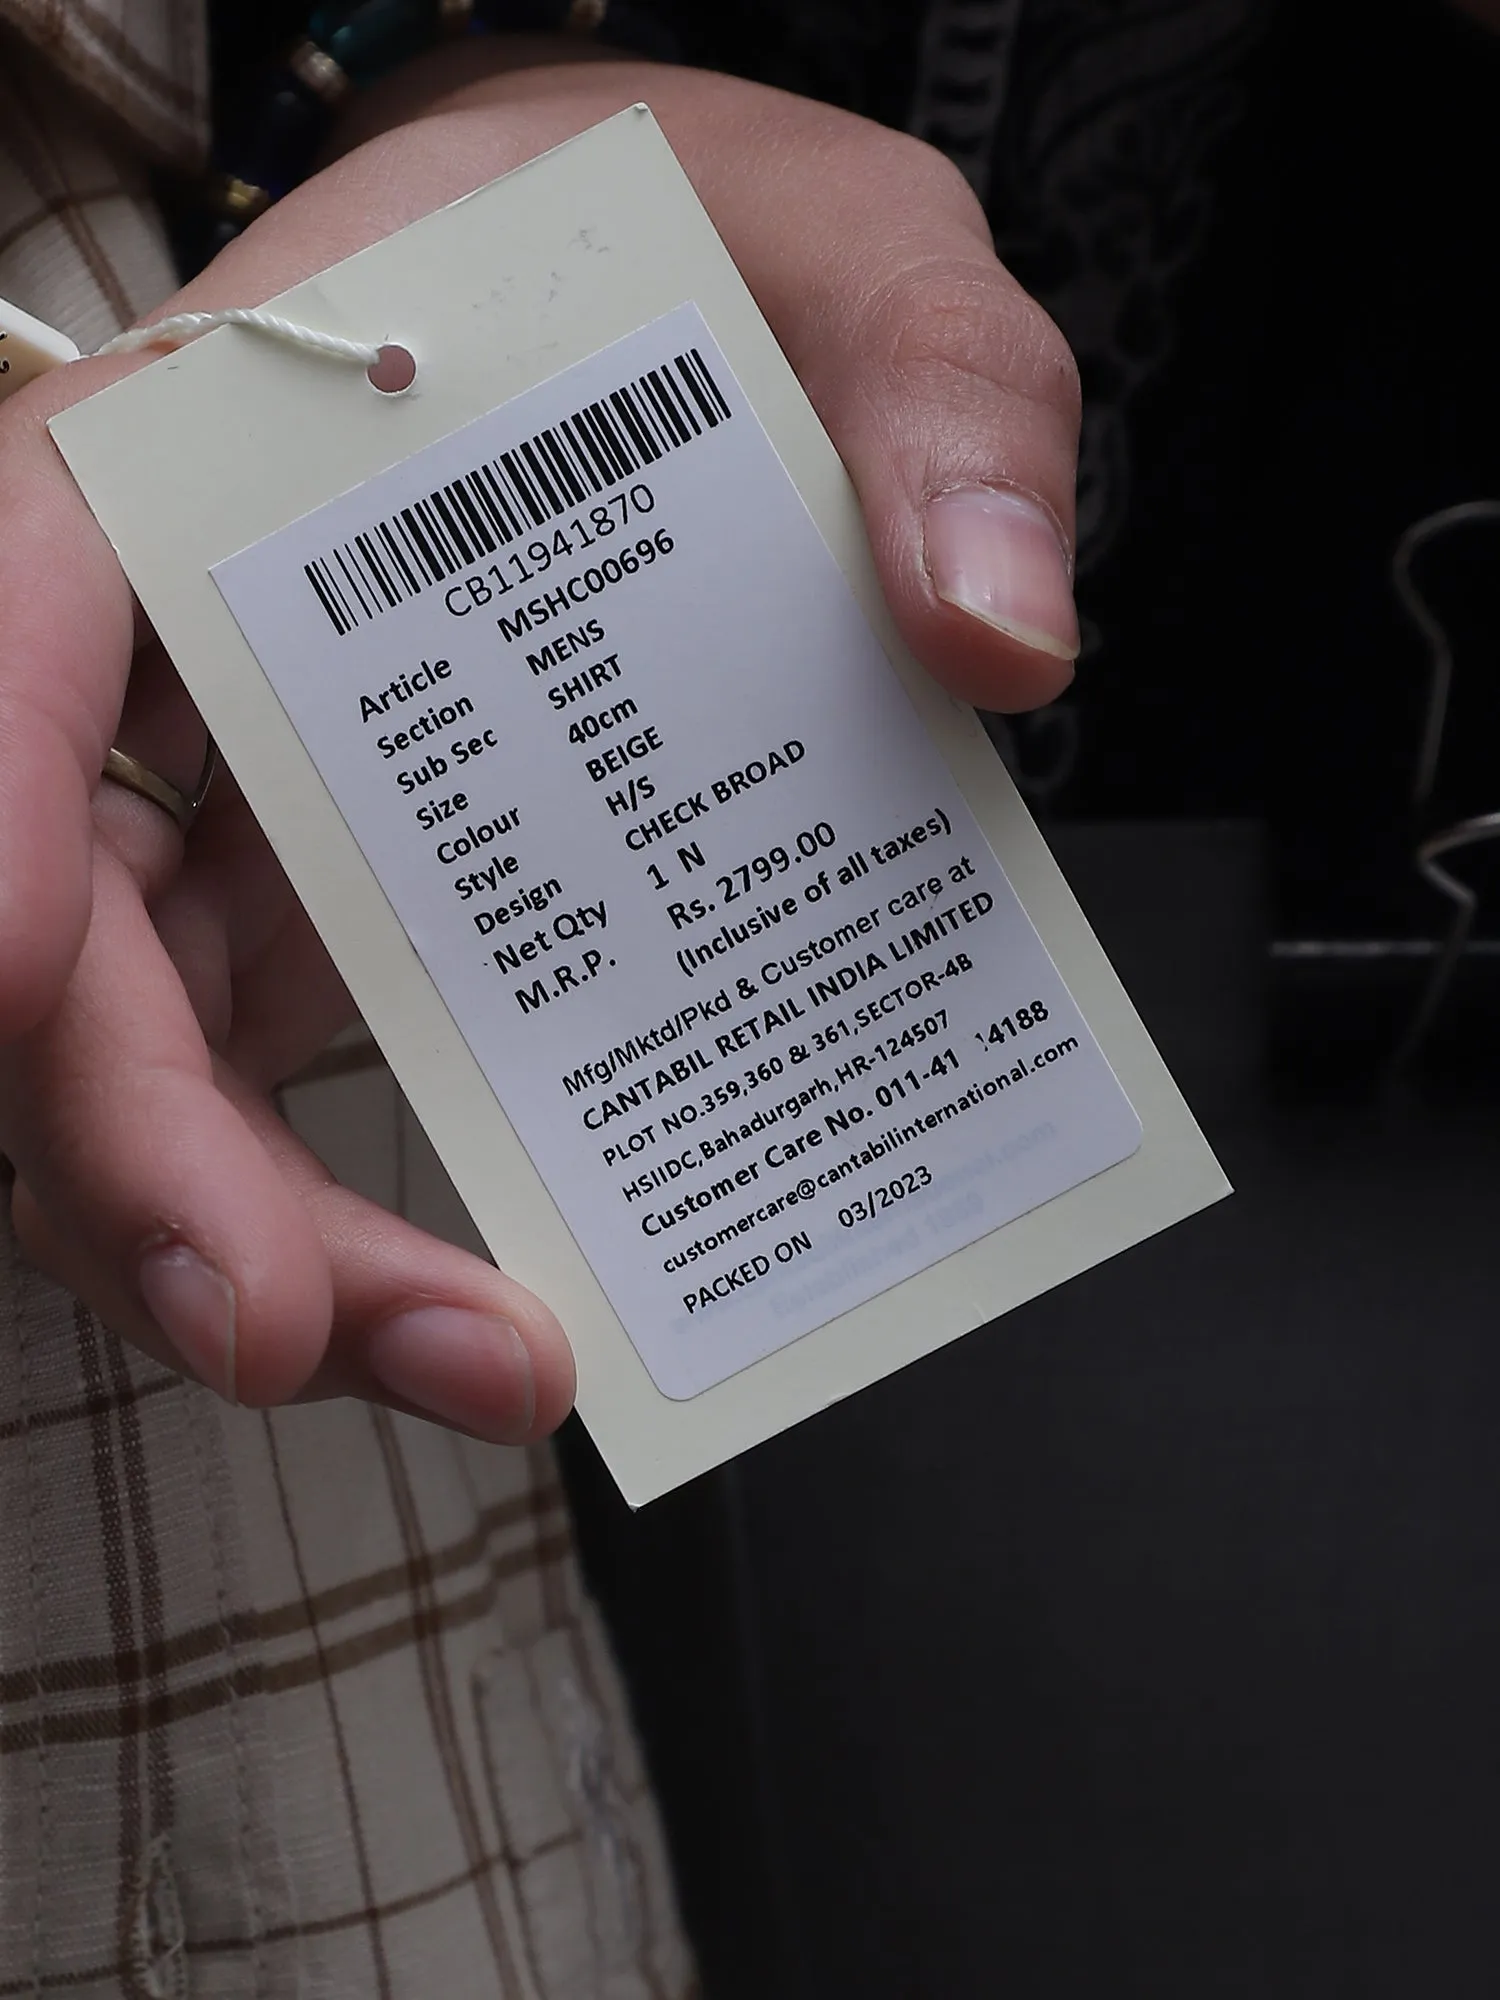 CB11941870
Article MSHC00696
Section MENS
Sub Sec SHIRT
Size 40cm
Colour BEIGE
Style H/S
Design CHECK BROAD
Net Qty 1 N
M.R.P. Rs. 2799.00
(Inclusive of all taxes)
Mfg/Mktd/Pkd & Customer care at
CANTABIL RETAIL INDIA LIMITED
PLOT NO.359,360 & 361,SECTOR-4B
HSIIDC,Bahadurgarh,HR-124507
Customer Care No. 011-41 4188
customercare@cantabilinternational.com
PACKED ON 03/2023